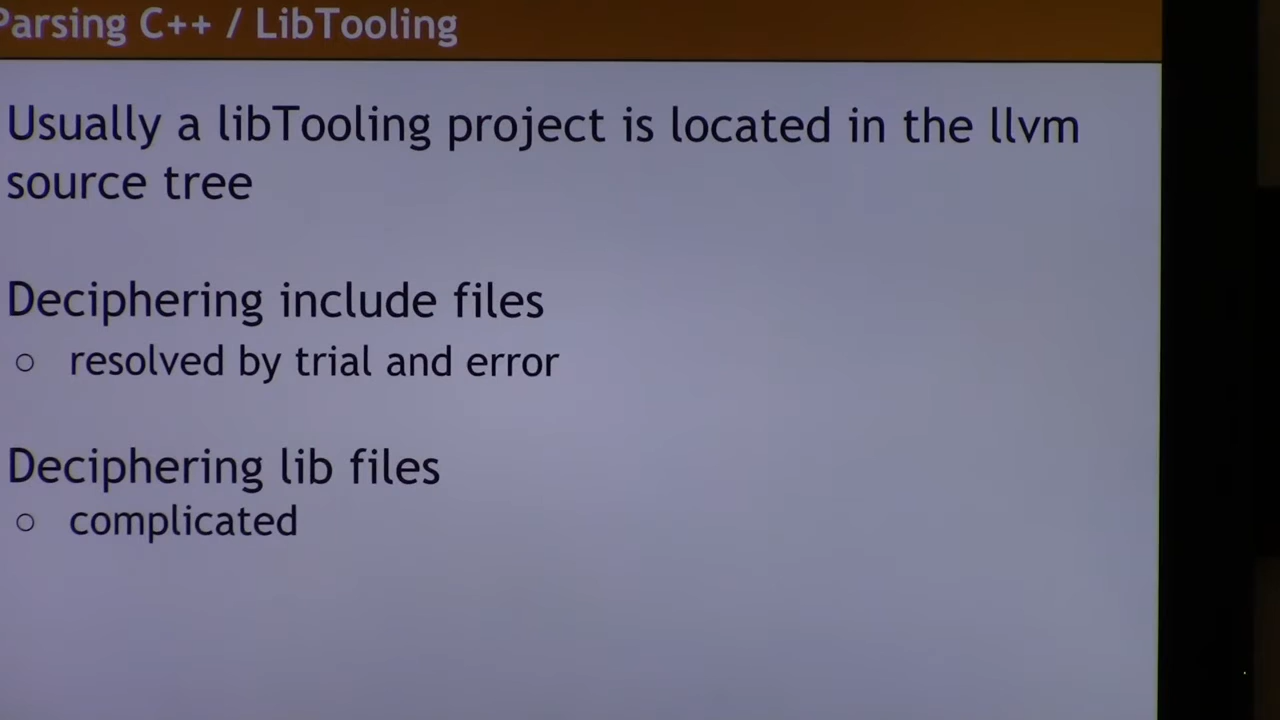 Parsing C++ / LibTooling
Usually a libTooling project is located in the llvm
source tree
Deciphering include files
○ resolved by trial and error
Deciphering lib files
○ complicated